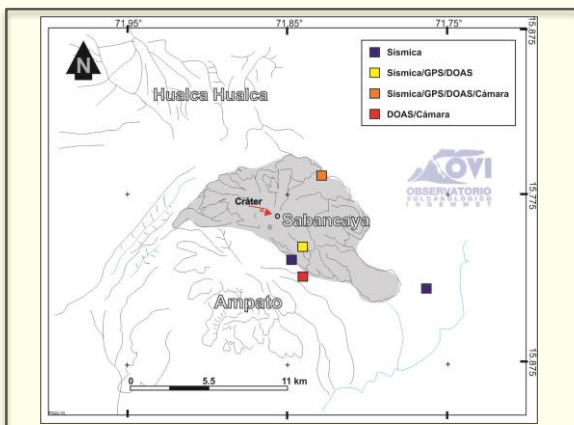 71.95°
71.85°
71.75°
15.875
N
Hualca Hualca
Sísmica
Sísmica/GPS/DOAS
Sísmica/GPS/DOAS/Cámara
DOAS/Cámara
OVI
OBSERVATORIO
VULCANOLÓGICO
INGEMMET
15.775
Cráter
Sabancaya
Ampato
15.875
0
5.5
11 km